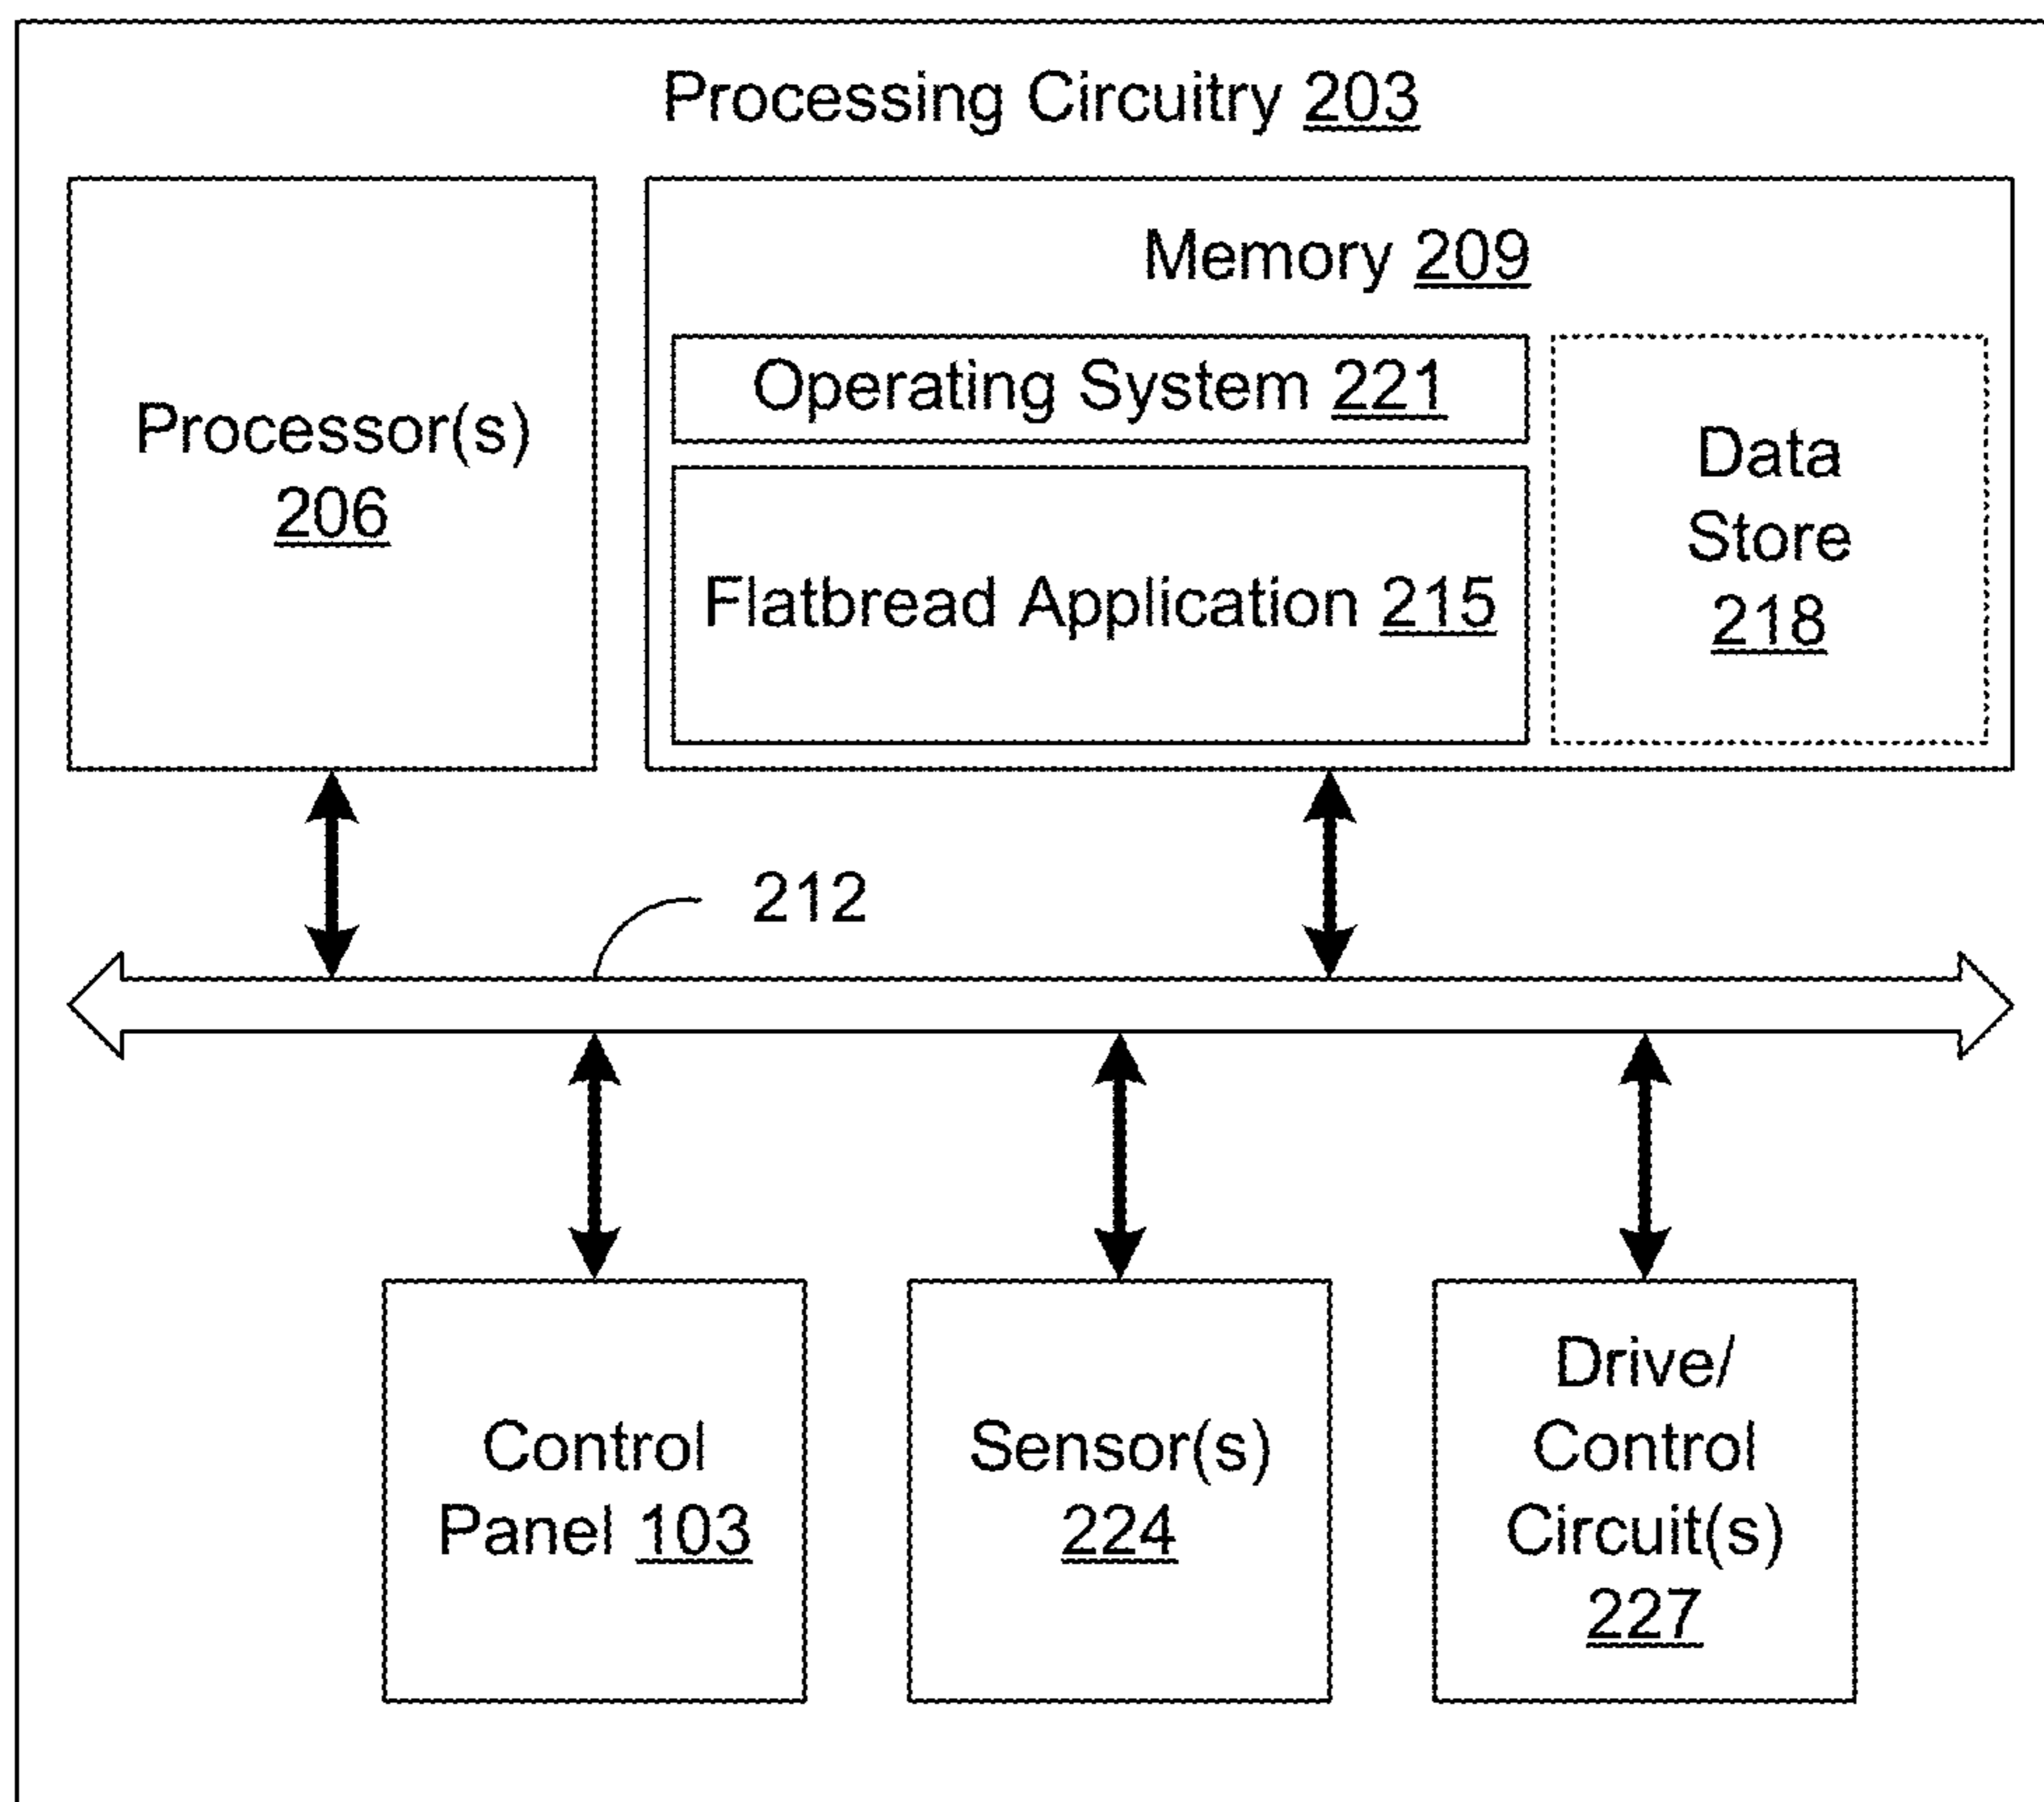 Processing Circuitry 203
Processor(s)
206
Memory 209
Operating System 221
Flatbread Application 215
Data
Store
218
212
Control
Panel 103
Sensor(s)
224
Drive/
Control
Circuit(s)
227